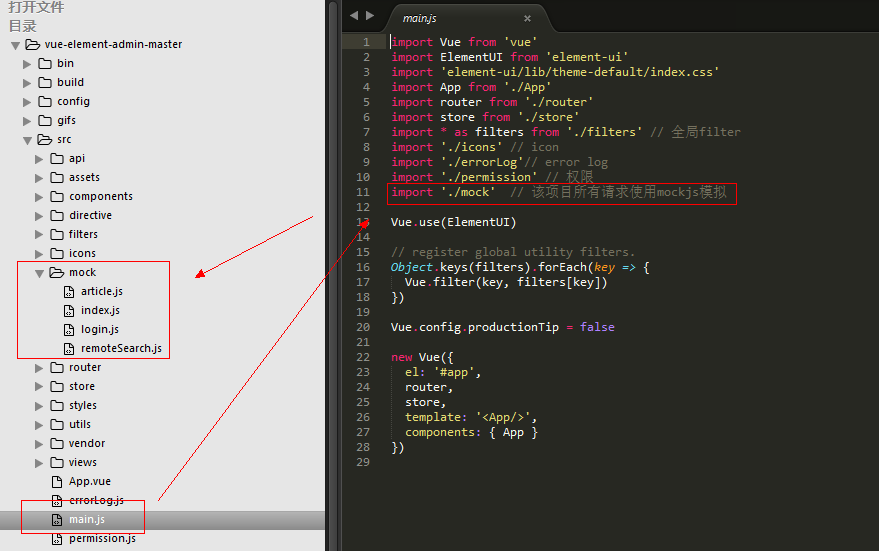 打开文件
目录
vue-element-admin-master
bin
build
config
gifs
src
api
assets
components
directive
filters
icons
mock
article.js
index.js
login.js
remoteSearch.js
router
store
styles
utils
vendor
views
App.vue
errorLog.js
main.js
permission.js
main.js ×
1 import Vue from 'vue'
2 import ElementUI from 'element-ui'
3 import 'element-ui/lib/theme-default/index.css'
4 import App from './App'
5 import router from './router'
6 import store from './store'
7 import * as filters from './filters' // 全局filter
8 import './icons' // icon
9 import './errorLog'// error log
10 import './permission' // 权限
11 import './mock'  // 该项目所有请求使用mockjs模拟
12
13 Vue.use(ElementUI)
14
15 // register global utility filters.
16 Object.keys(filters).forEach(key => {
17   Vue.filter(key, filters[key])
18 })
19
20 Vue.config.productionTip = false
21
22 new Vue({
23   el: '#app',
24   router,
25   store,
26   template: '<App/>',
27   components: { App }
28 })
29